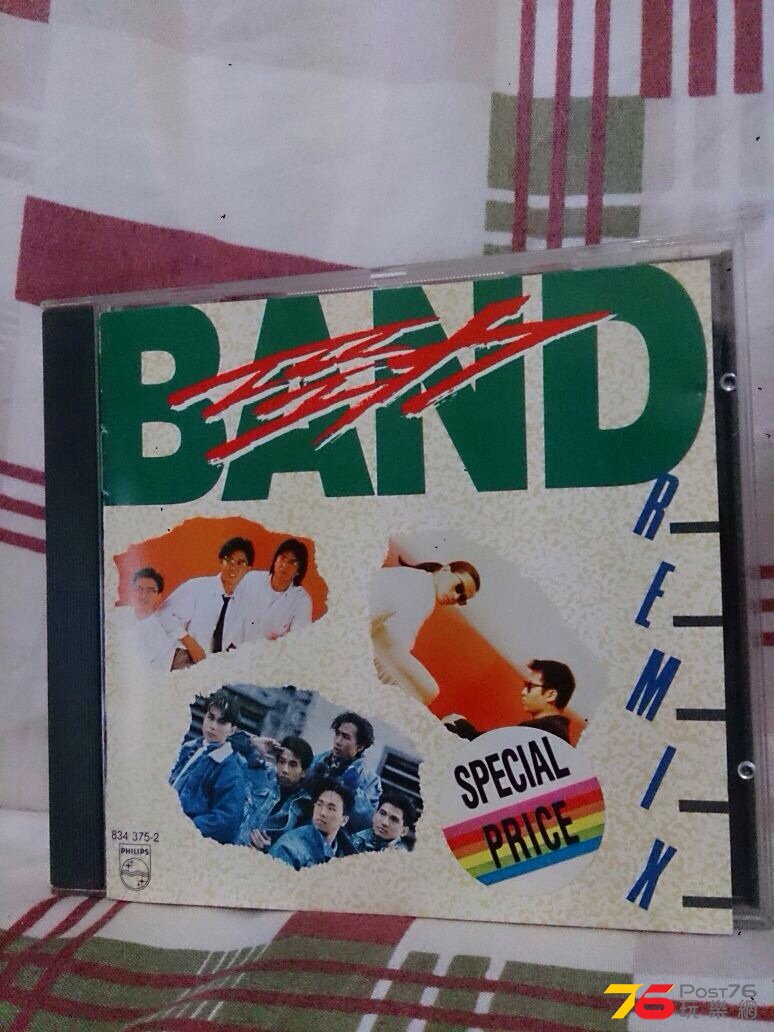 BAND
REMIX
SPECIAL
PRICE
834 375-2
PHILIPS
76 POST76
玩樂網